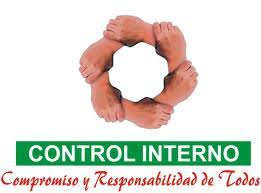 CONTROL INTERNO
Compromiso y Responsabilidad de Todos